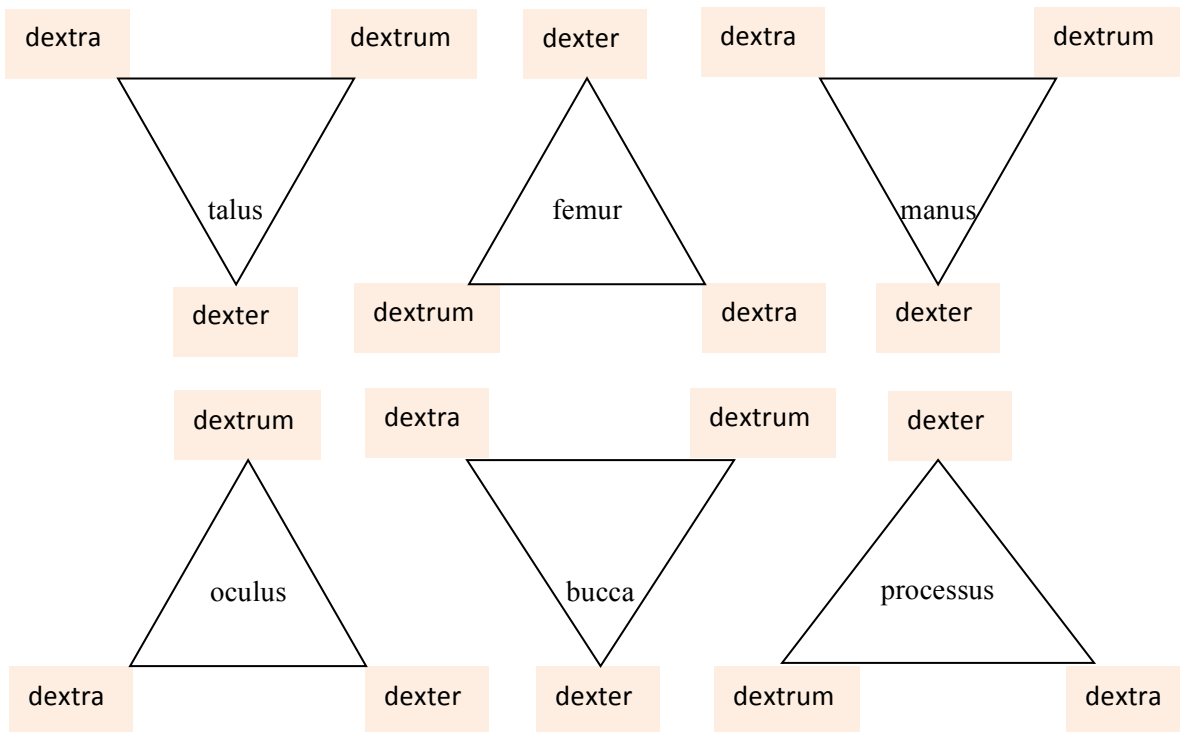 dextra dextrum dexter dextra dextrum
talus femur manus
dexter dextrum dextra dexter
dextrum dextra dextrum dexter
oculus bucca processus
dextra dexter dexter dextrum dextra